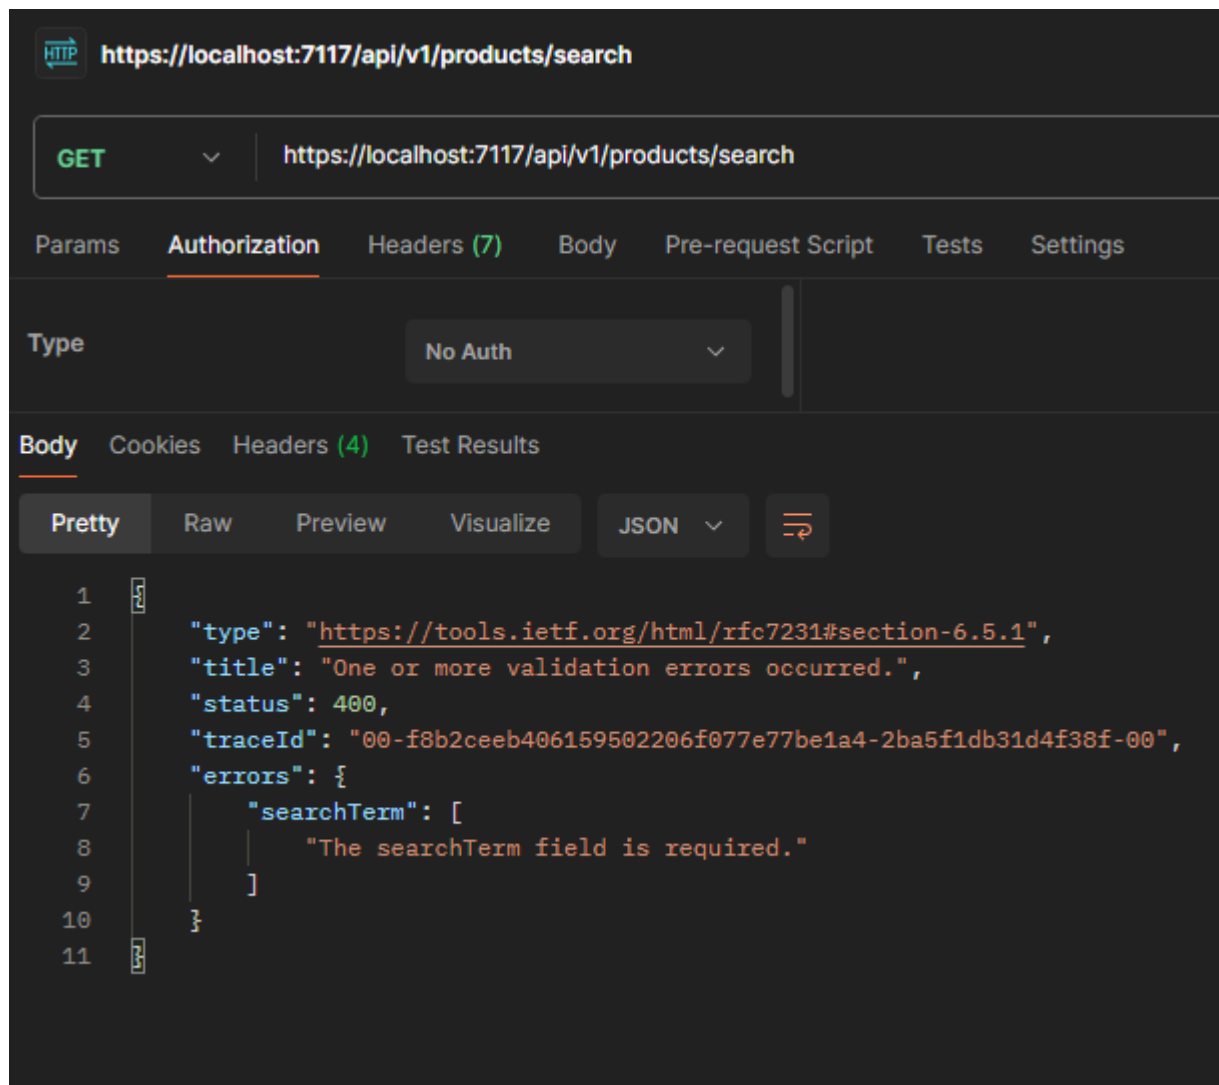 HTTP https://localhost:7117/api/v1/products/search
GET https://localhost:7117/api/v1/products/search
Params Authorization Headers (7) Body Pre-request Script Tests Settings
Type No Auth
Body Cookies Headers (4) Test Results
Pretty Raw Preview Visualize JSON
1 {
2 "type": "https://tools.ietf.org/html/rfc7231#section-6.5.1",
3 "title": "One or more validation errors occurred.",
4 "status": 400,
5 "traceId": "00-f8b2ceeb406159502206f077e77be1a4-2ba5f1db31d4f38f-00",
6 "errors": {
7 "searchTerm": [
8 "The searchTerm field is required."
9 ]
10 }
11 }